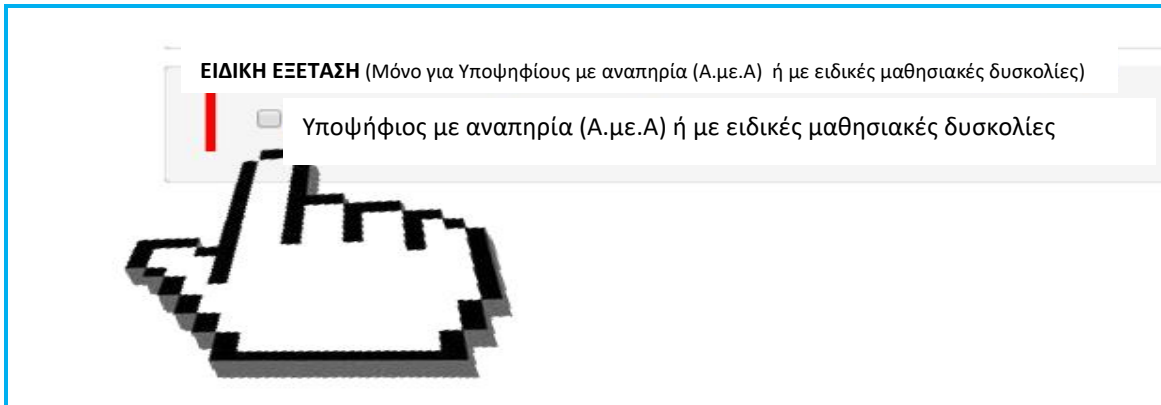 ΕΙΔΙΚΗ ΕΞΕΤΑΣΗ (Μόνο για Υποψηφίους με αναπηρία (Α.με.Α) ή με ειδικές μαθησιακές δυσκολίες)
Υποψήφιος με αναπηρία (Α.με.Α) ή με ειδικές μαθησιακές δυσκολίες